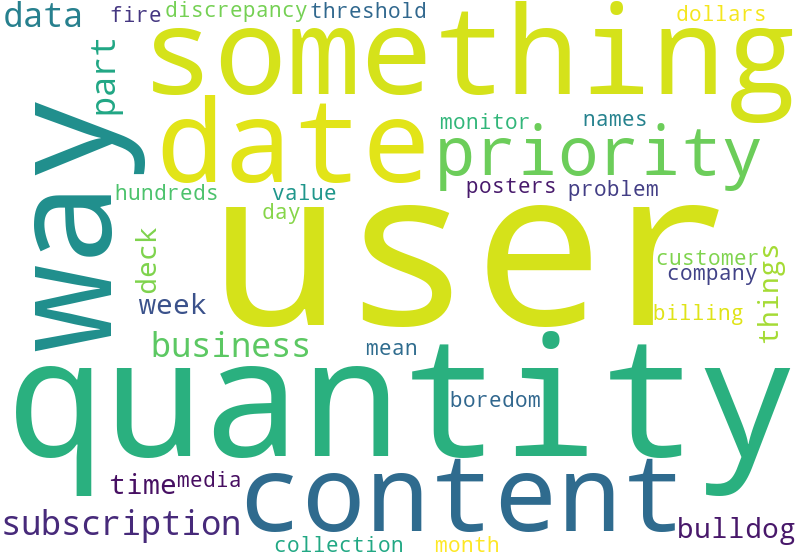 data
fire
discrepancy
threshold
dollars
something
part
way
date
monitor
names
priority
hundreds
value
posters
problem
day
user
deck
customer
company
things
week
billing
business
mean
quantity
boredom
content
time
media
subscription
bulldog
collection
month